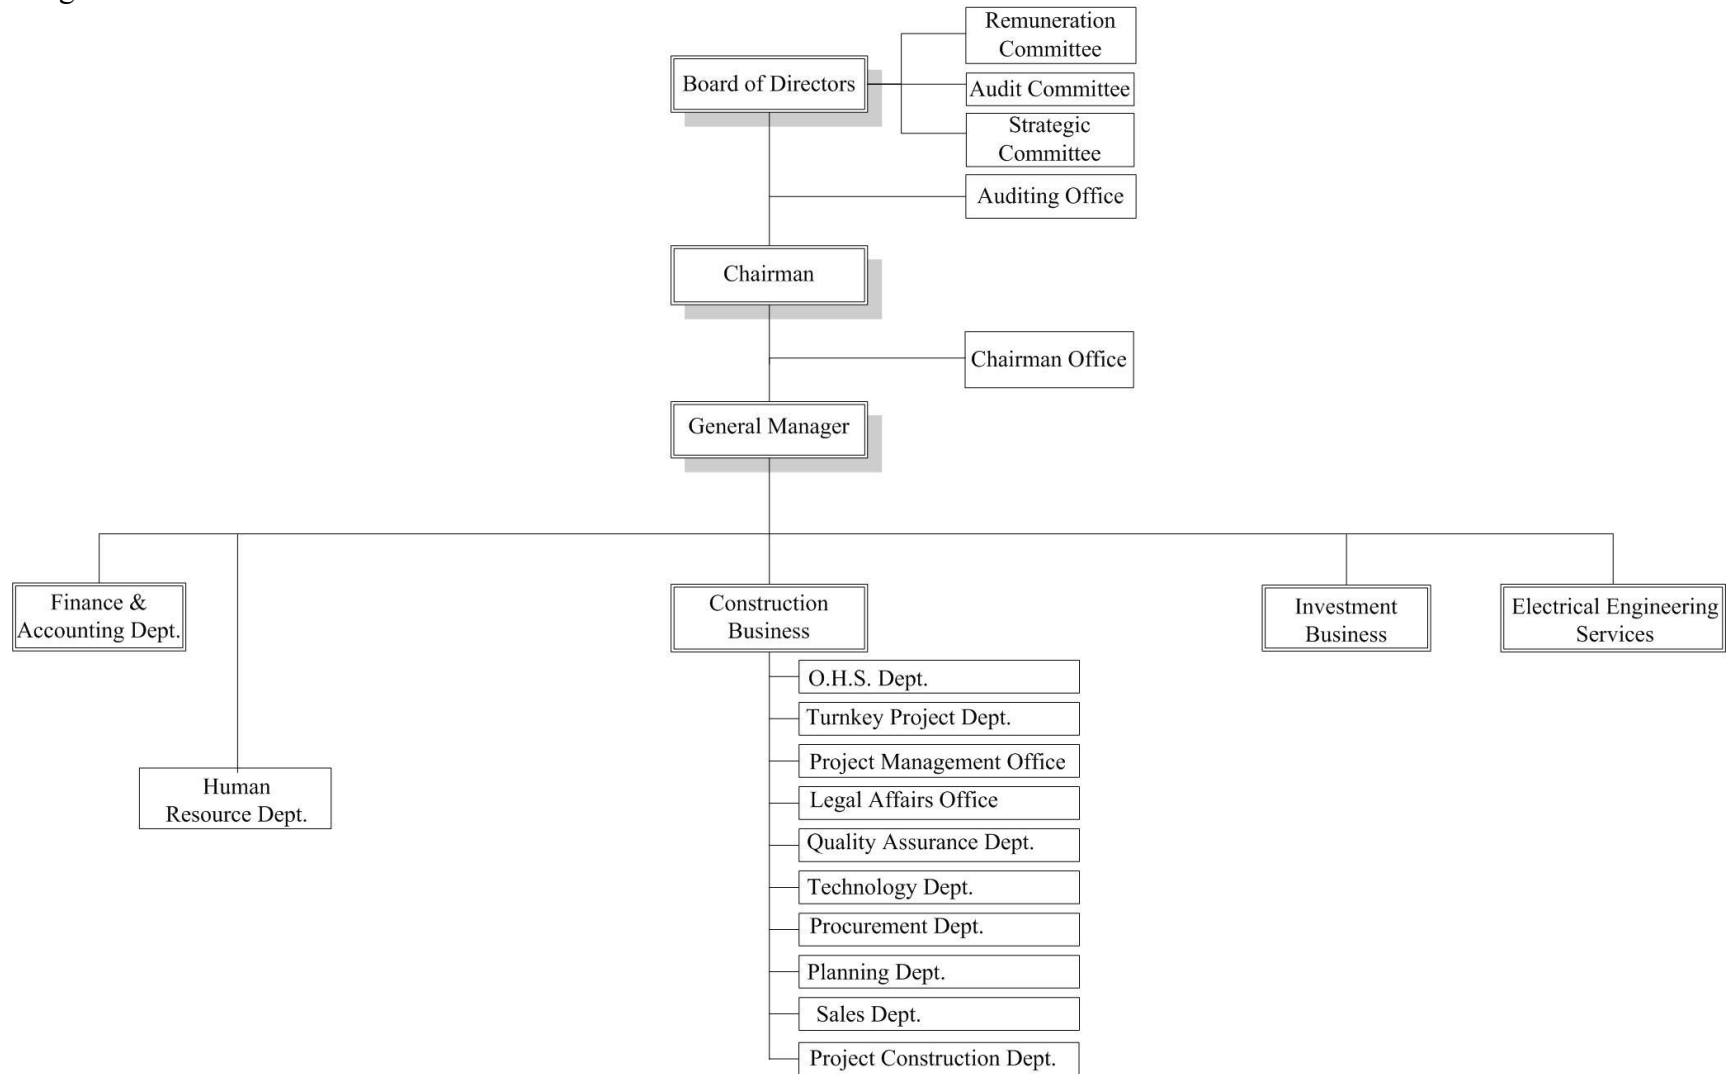 Remuneration
Committee
Board of Directors
Audit Committee
Strategic
Committee
Auditing Office
Chairman
Chairman Office
General Manager
Finance &
Accounting Dept.
Construction
Business
Investment
Business
Electrical Engineering
Services
O.H.S. Dept.
Turnkey Project Dept.
Project Management Office
Human
Resource Dept.
Legal Affairs Office
Quality Assurance Dept.
Technology Dept.
Procurement Dept.
Planning Dept.
Sales Dept.
Project Construction Dept.